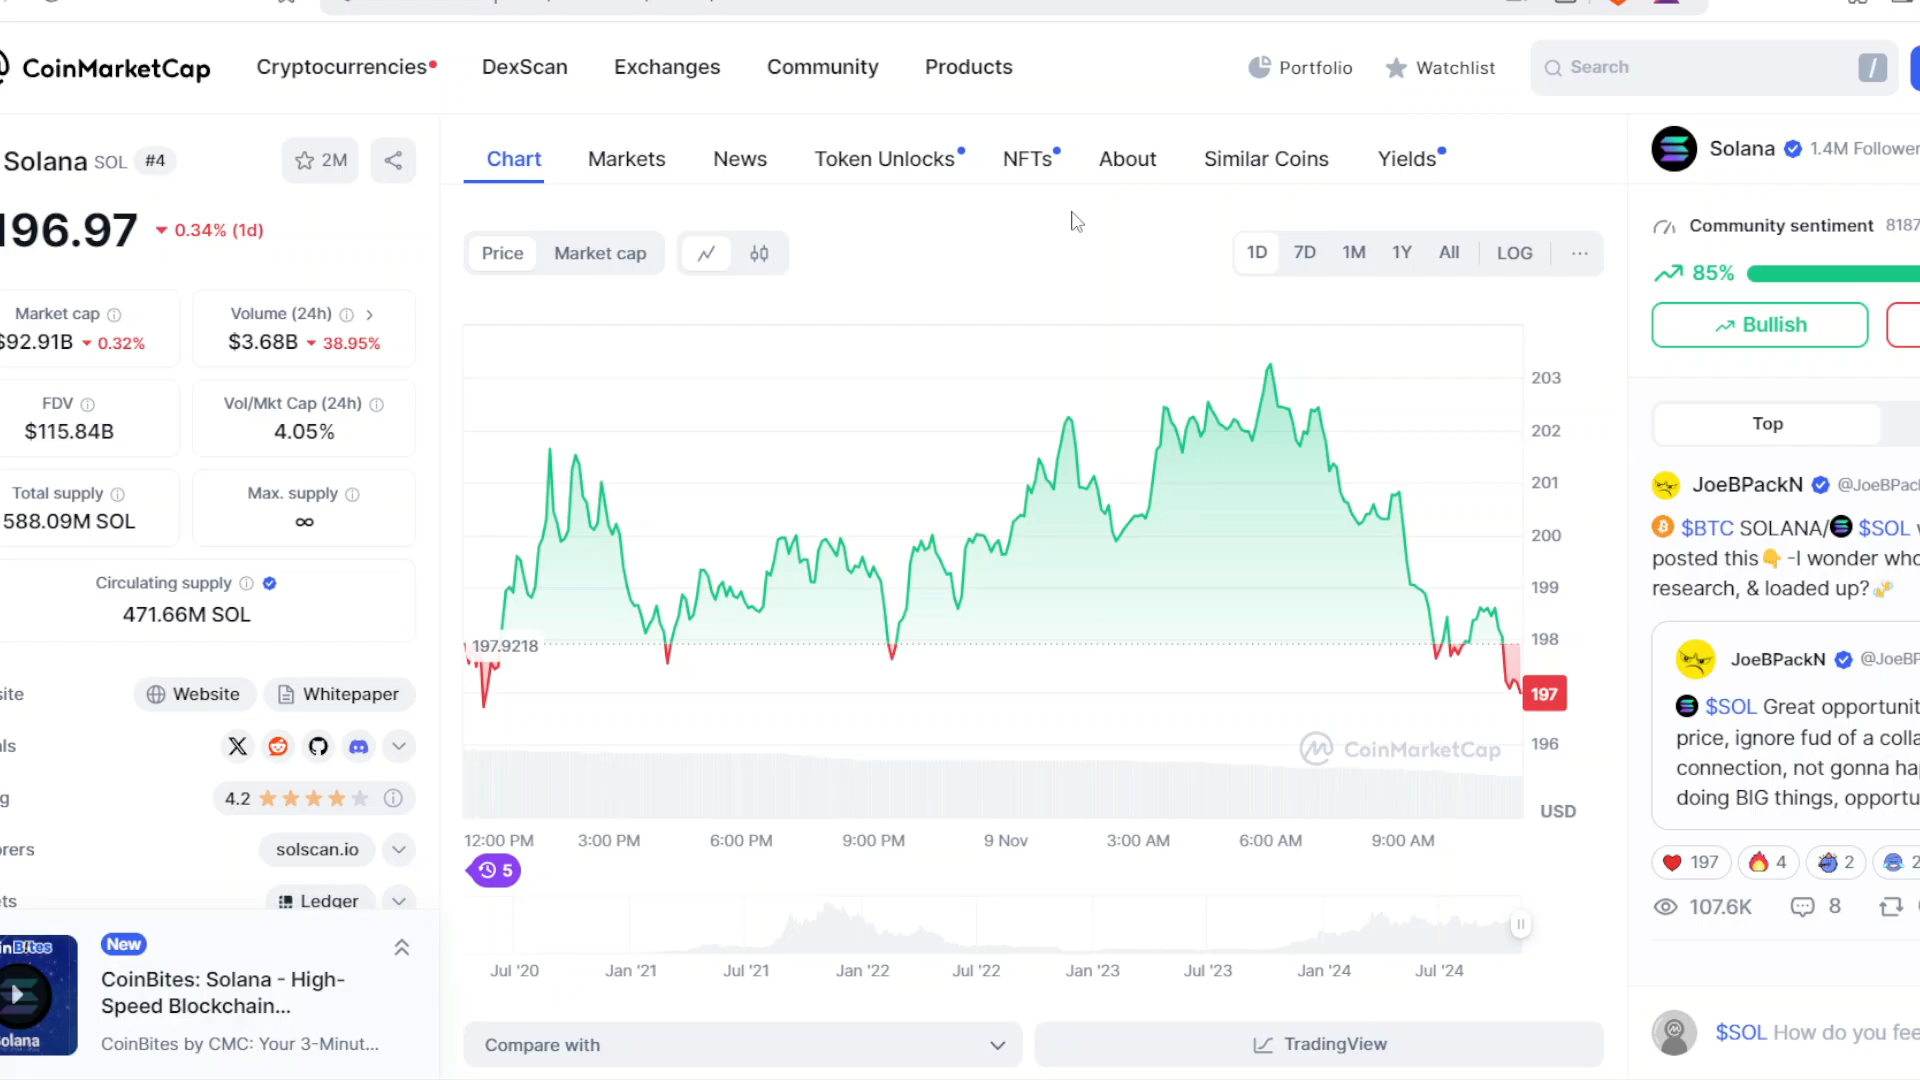 CoinMarketCap Cryptocurrencies DexScan Exchanges Community Products Portfolio Watchlist Search /
Solana SOL #4 2M
196.97 0.34% (1d)
Market cap
$92.91B 0.32%
Volume (24h)
$3.68B 38.95%
FDV
$115.84B
Vol/Mkt Cap (24h)
4.05%
Total supply
588.09M SOL
Max. supply
∞
Circulating supply
471.66M SOL
site Website Whitepaper
ls
g 4.2
orers solscan.io
ts Ledger
inBites
olana
New
CoinBites: Solana - High-
Speed Blockchain...
CoinBites by CMC: Your 3-Minut...
Chart Markets News Token Unlocks NFTs About Similar Coins Yields
Price Market cap
1D 7D 1M 1Y All LOG ...
203
202
201
200
199
198
197
196
USD
197.9218
CoinMarketCap
12:00 PM 3:00 PM 6:00 PM 9:00 PM 9 Nov 3:00 AM 6:00 AM 9:00 AM
5
Jul '20 Jan '21 Jul '21 Jan '22 Jul '22 Jan '23 Jul '23 Jan '24 Jul '24
Compare with
TradingView
Solana 1.4M Follower
Community sentiment 8187
85%
Bullish
Top
JoeBPackN @JoeBPac
$BTC SOLANA/ $SOL
posted this👇 -I wonder who
research, & loaded up?
JoeBPackN @JoeBP
$SOL Great opportunit
price, ignore fud of a colla
connection, not gonna ha
doing BIG things, opportu
197 4 2 2
107.6K 8
$SOL How do you fee